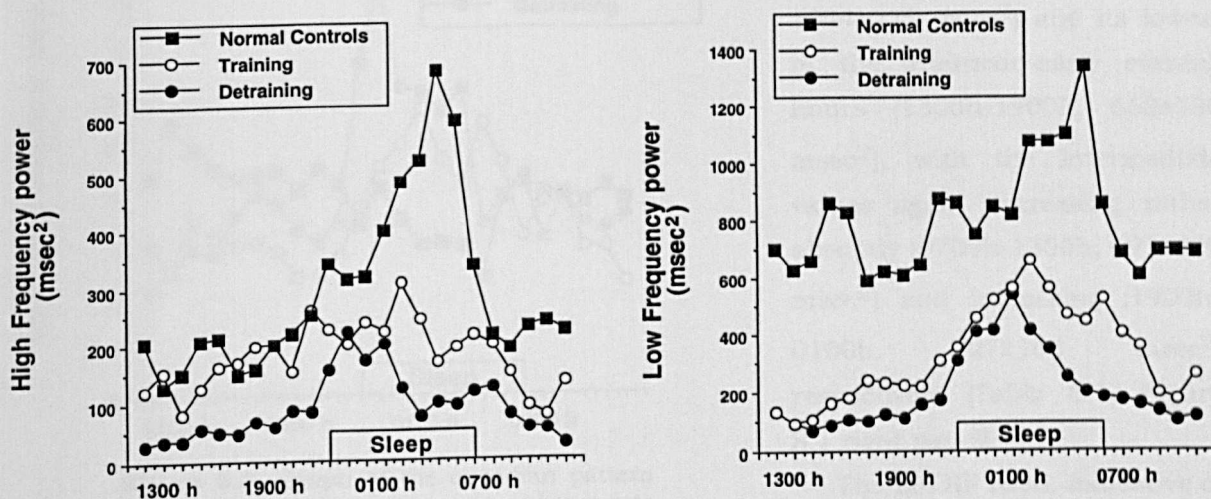 Normal Controls
Training
Detraining
High Frequency power
(msec²)
700
600
500
400
300
200
100
0
Sleep
1300 h
1900 h
0100 h
0700 h
Normal Controls
Training
Detraining
Low Frequency power
(msec²)
1400
1200
1000
800
600
400
200
0
Sleep
1300 h
1900 h
0100 h
0700 h